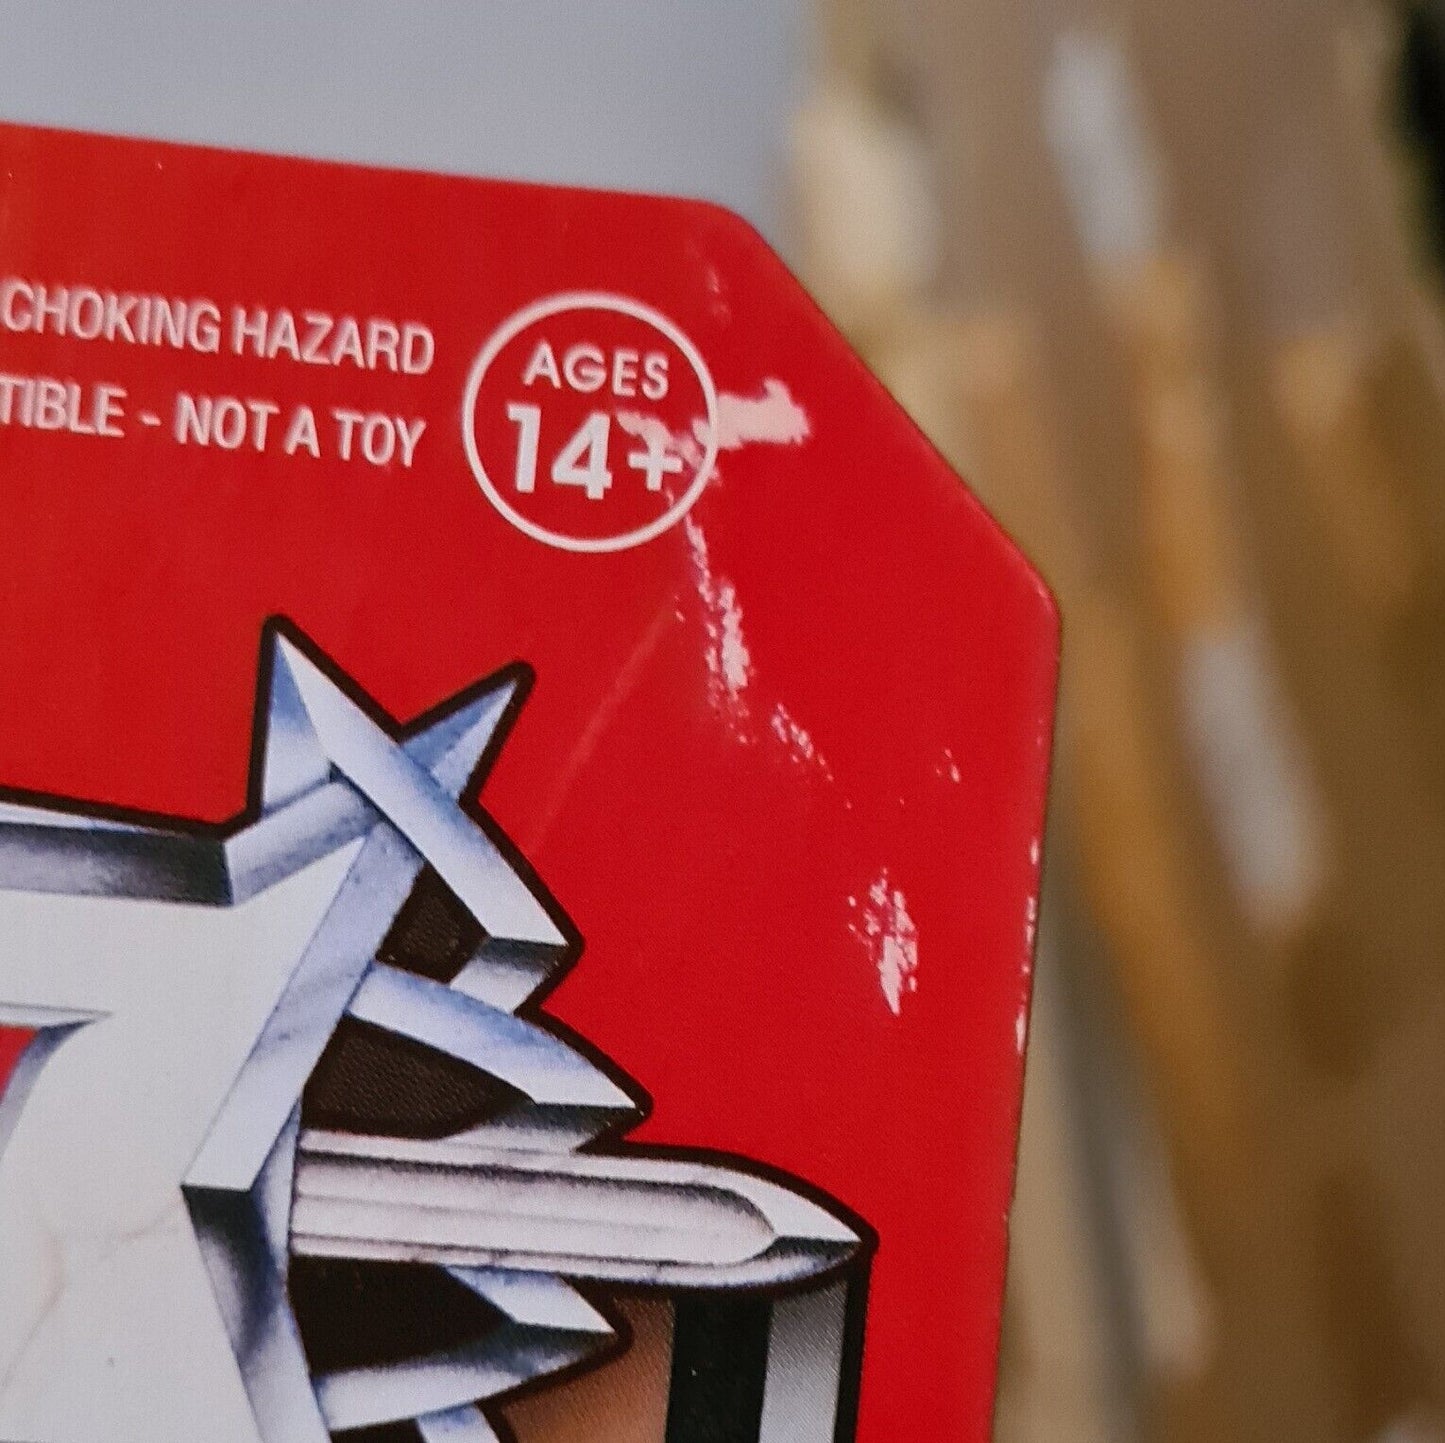 CHOKING HAZARD
TIBLE - NOT A TOY
AGES
14+